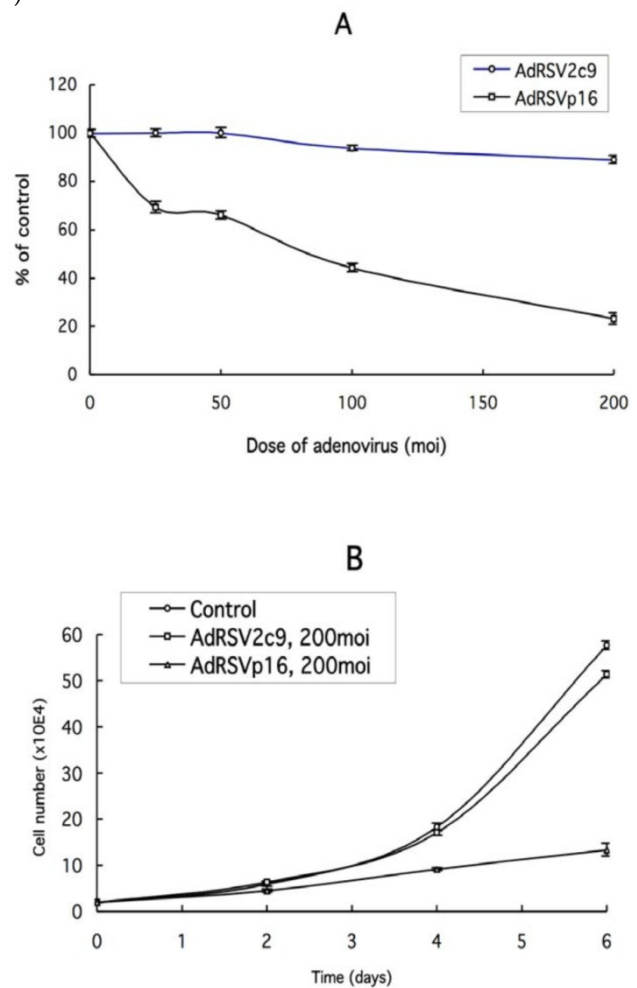 )
A
AdRSV2c9
AdRSVp16
120
100
80
60
40
20
0
% of control
0 50 100 150 200
Dose of adenovirus (moi)
B
Control
AdRSV2c9, 200moi
AdRSVp16, 200moi
60
50
40
30
20
10
0
Cell number (x10E4)
0 1 2 3 4 5 6
Time (days)